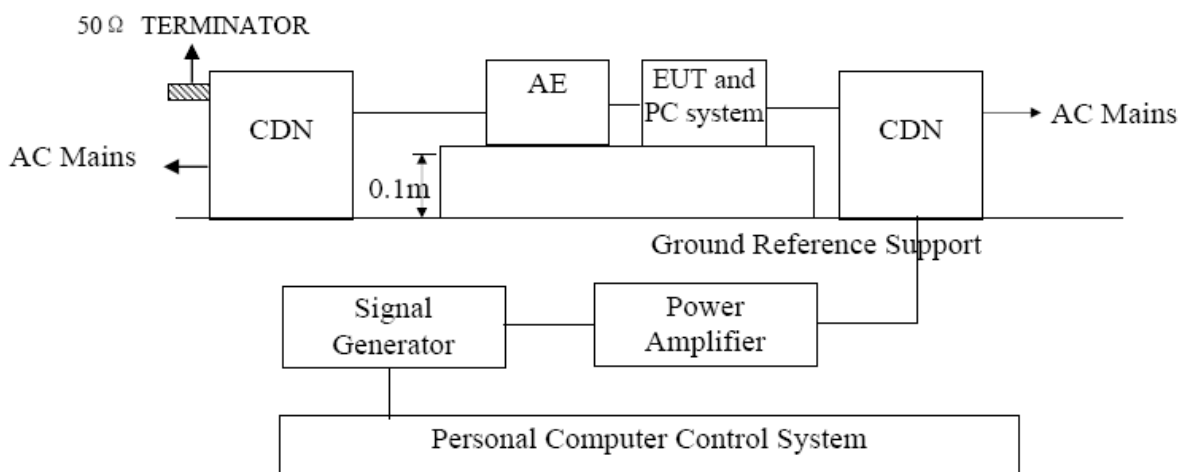 50 Ω TERMINATOR
CDN
AC Mains
AE
EUT and
PC system
CDN
AC Mains
0.1m
Ground Reference Support
Signal
Generator
Power
Amplifier
Personal Computer Control System